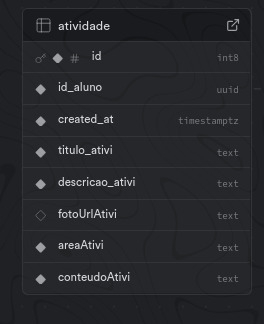 atividade
id int8
id_aluno uuid
created_at timestamptz
titulo_ativi text
descricao_ativi text
fotoUrlAtivi text
areaAtivi text
conteudoAtivi text